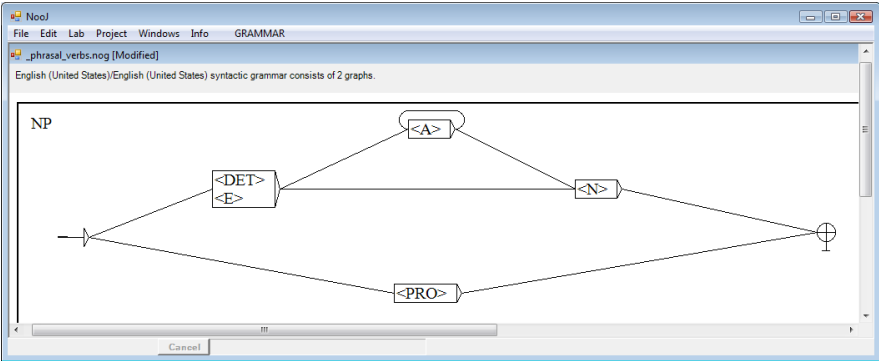 NooJ
File Edit Lab Project Windows Info GRAMMAR
_phrasal_verbs.nog [Modified]
English (United States)/English (United States) syntactic grammar consists of 2 graphs.
NP
<A>
<DET>
<E>
<N>
<PRO>
Cancel